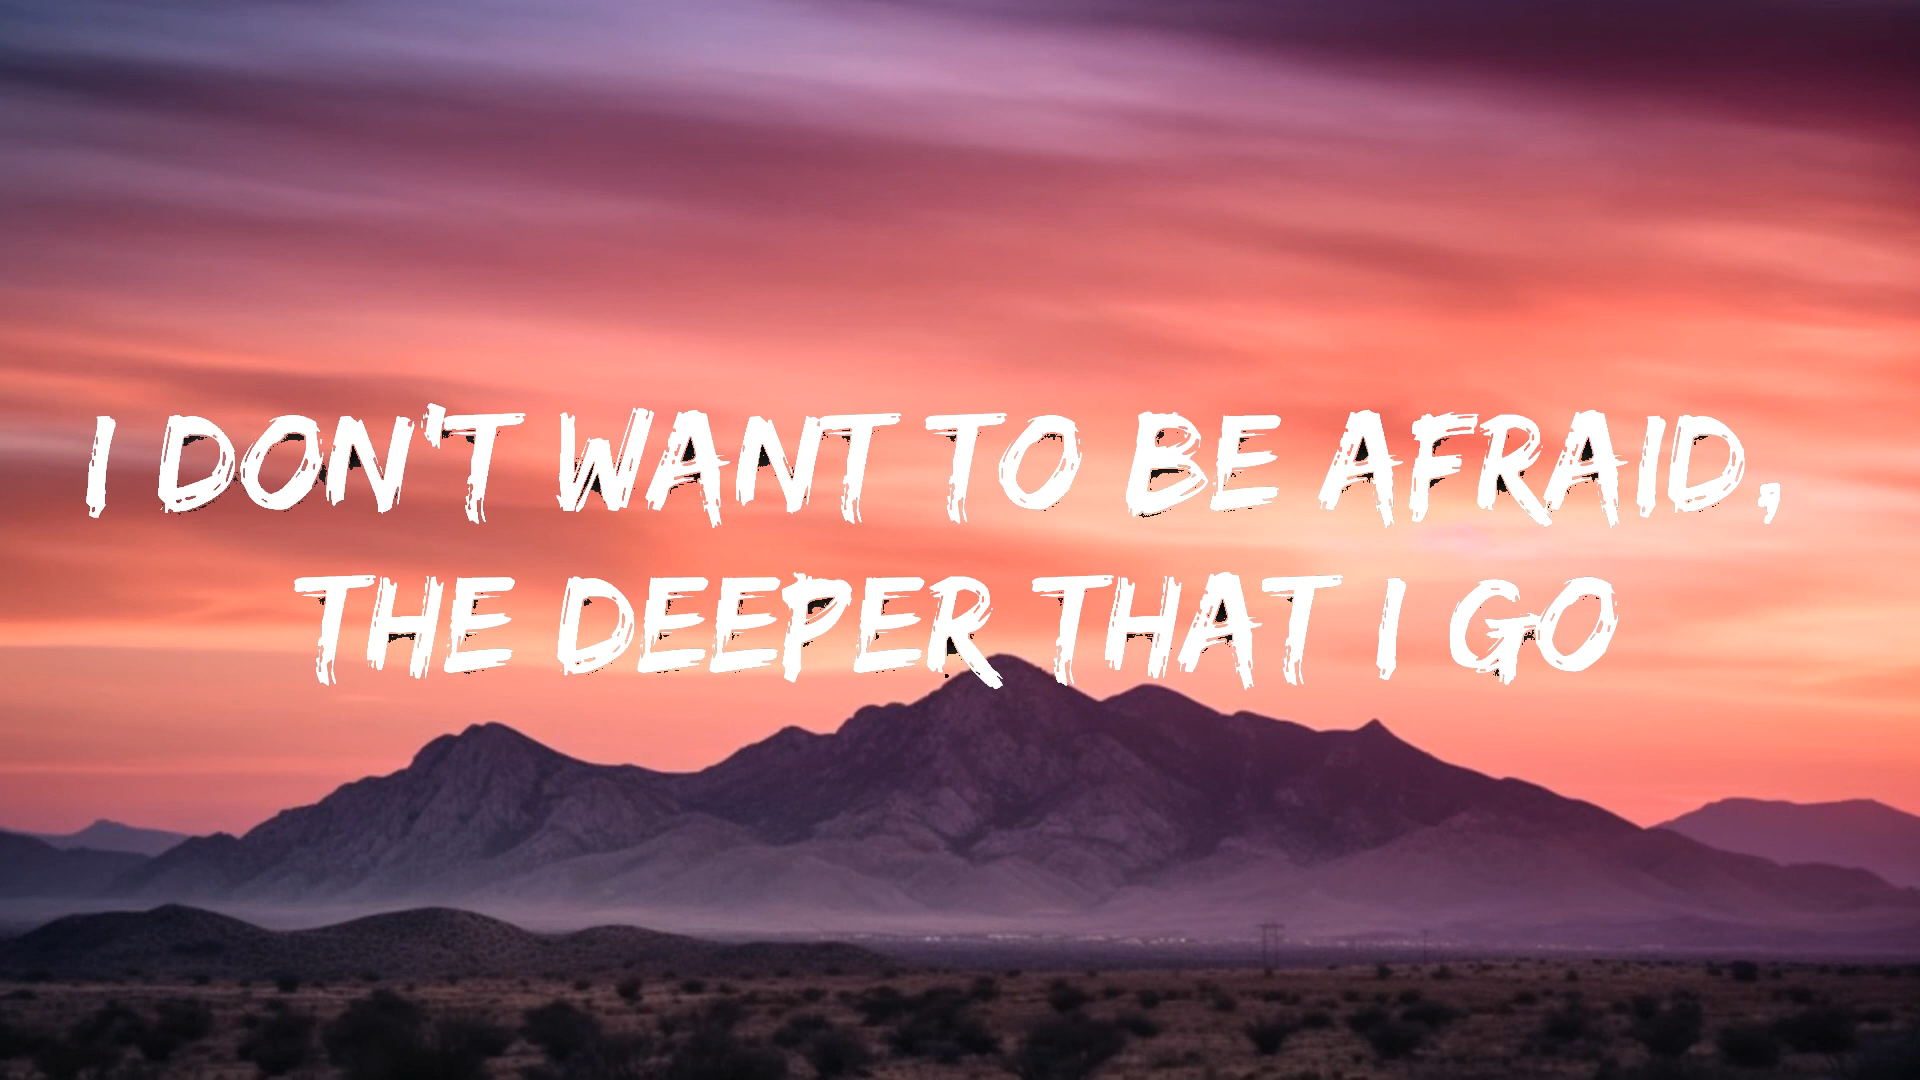 I DON'T WANT TO BE AFRAID,
THE DEEPER THAT I GO